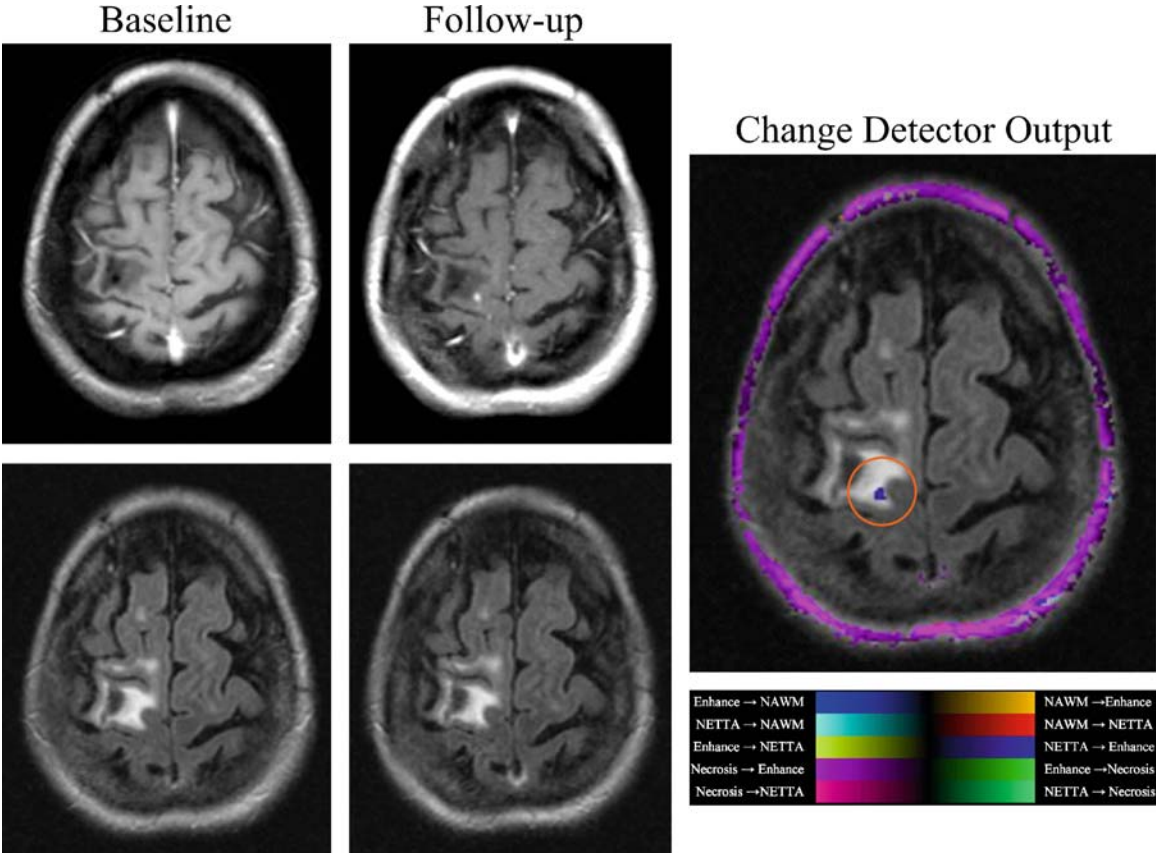 Baseline
Follow-up
Change Detector Output
Enhance → NAWM
NAWM →Enhance
NETTA → NAWM
NAWM → NETTA
Enhance → NETTA
NETTA → Enhance
Necrosis → Enhance
Enhance →Necrosis
Necrosis →NETTA
NETTA → Necrosis